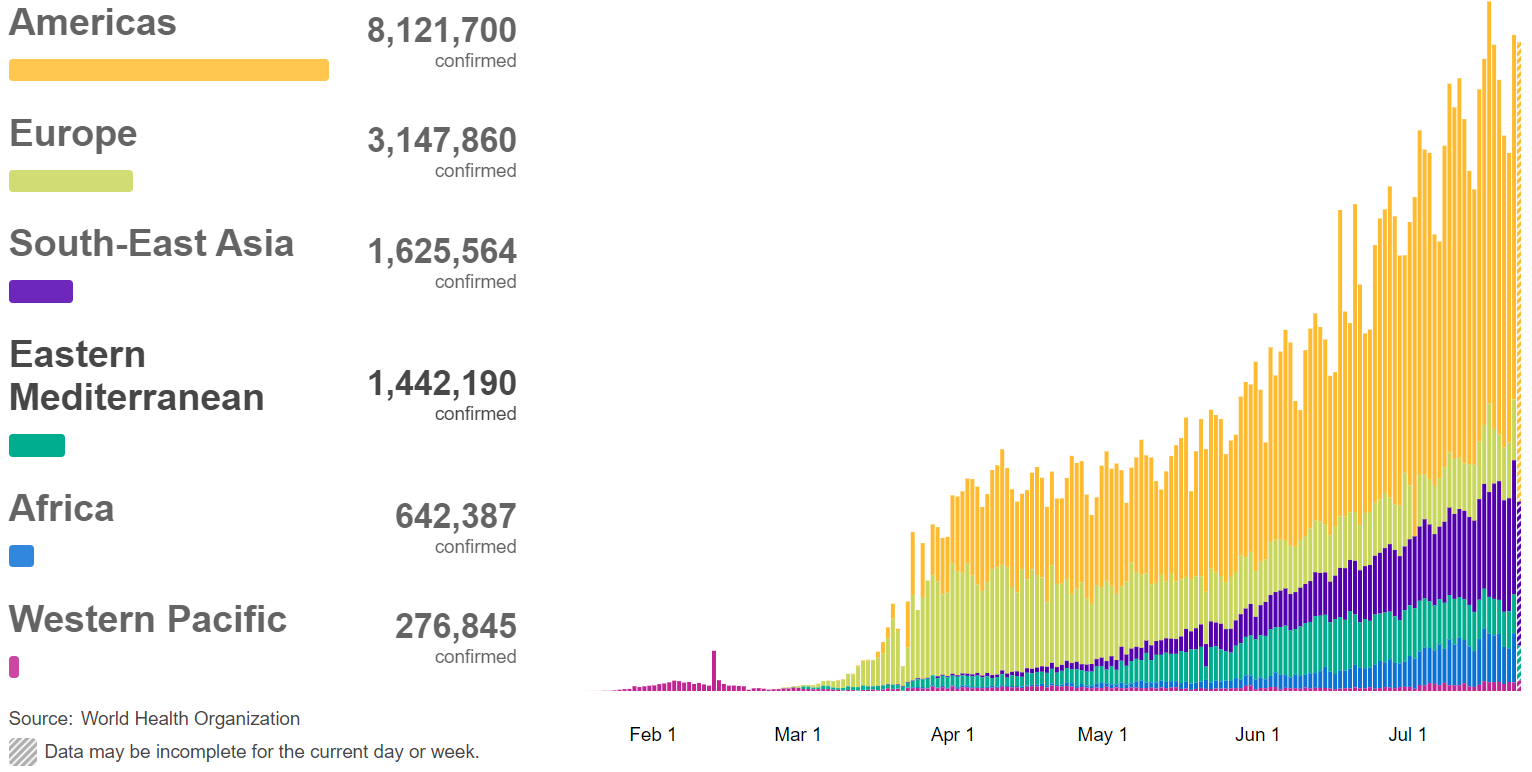 Americas
8,121,700
confirmed
Europe
3,147,860
confirmed
South-East Asia
1,625,564
confirmed
Eastern
Mediterranean
1,442,190
confirmed
Africa
642,387
confirmed
Western Pacific
276,845
confirmed
Source: World Health Organization
Data may be incomplete for the current day or week.
Feb 1 Mar 1 Apr 1 May 1 Jun 1 Jul 1